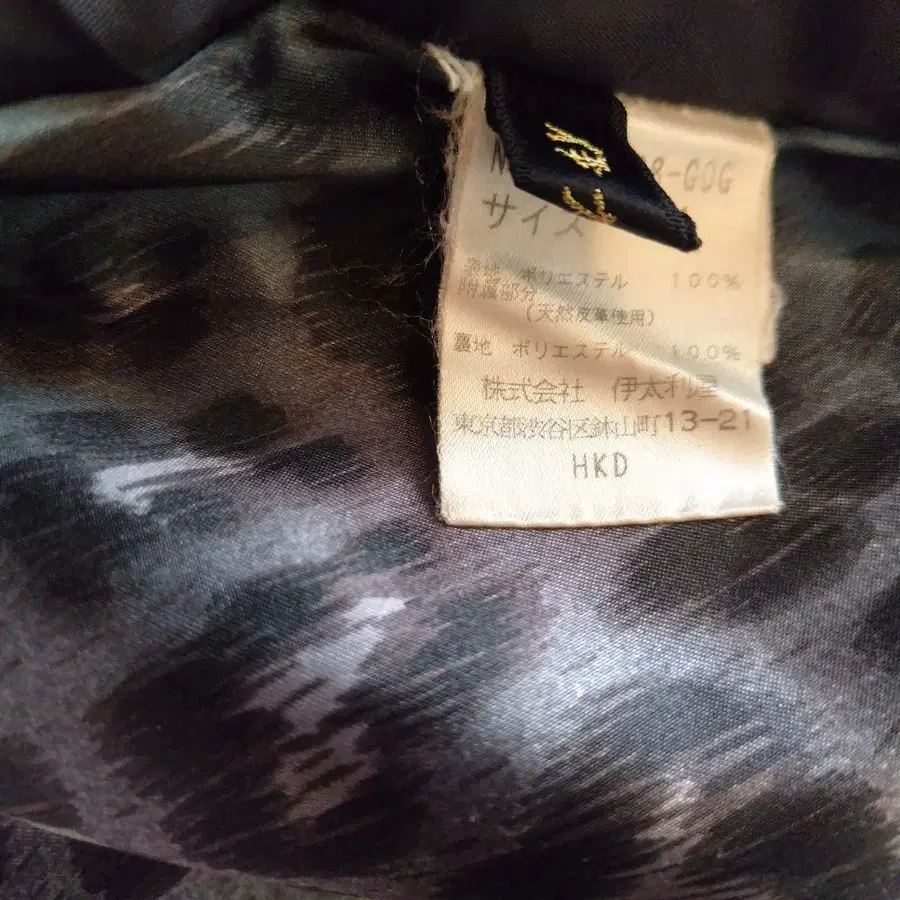 8-GOG
サイズ
表地 ポリエステル 100%
附属部分
(天然皮革使用)
裏地 ポリエステル 100%
株式会社 伊太利屋
東京都渋谷区鉢山町13-21
HKD